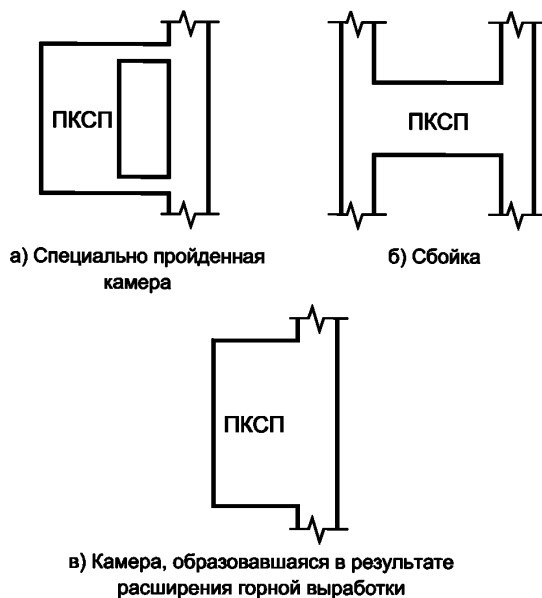 ПКСП
ПКСП
а) Специально пройденная
камера
б) Сбойка
ПКСП
в) Камера, образовавшаяся в результате
расширения горной выработки